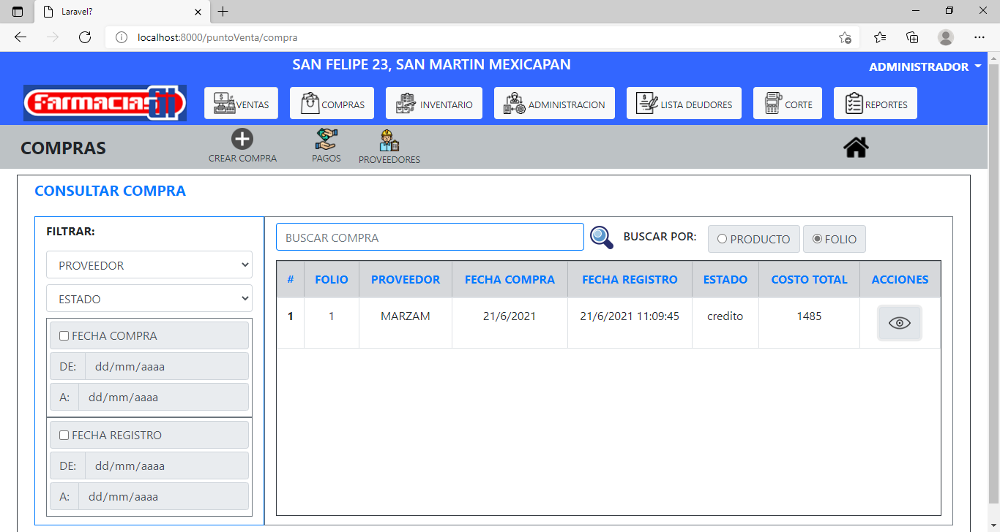 Laravel?
localhost:8000/puntoVenta/compra
SAN FELIPE 23, SAN MARTIN MEXICAPAN
ADMINISTRADOR
Farmacias
VENTAS COMPRAS INVENTARIO ADMINISTRACION LISTA DEUDORES CORTE REPORTES
COMPRAS
CREAR COMPRA PAGOS PROVEEDORES
CONSULTAR COMPRA
FILTRAR:
PROVEEDOR
ESTADO
FECHA COMPRA
DE: dd/mm/aaaa
A: dd/mm/aaaa
FECHA REGISTRO
DE: dd/mm/aaaa
A: dd/mm/aaaa
BUSCAR COMPRA BUSCAR POR: PRODUCTO FOLIO
# FOLIO PROVEEDOR FECHA COMPRA FECHA REGISTRO ESTADO COSTO TOTAL ACCIONES
1 1 MARZAM 21/6/2021 21/6/2021 11:09:45 credito 1485